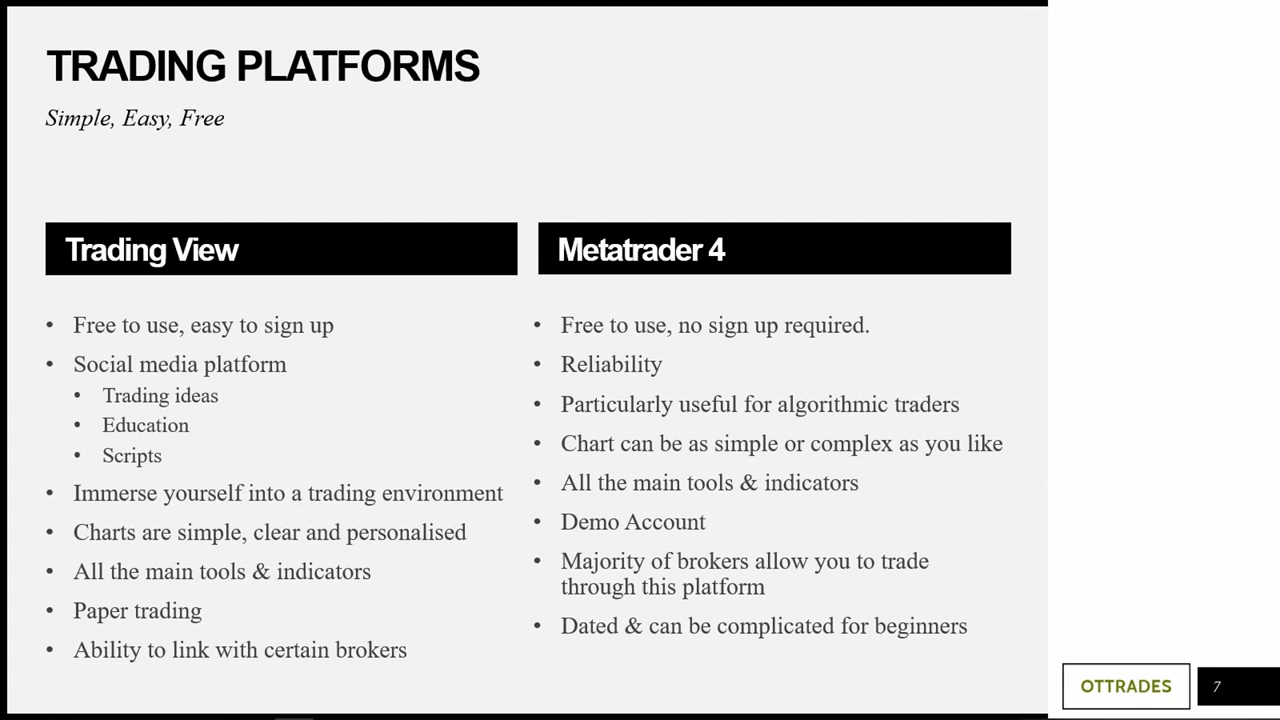 TRADING PLATFORMS
Simple, Easy, Free
Trading View
• Free to use, easy to sign up
• Social media platform
• Trading ideas
• Education
• Scripts
• Immerse yourself into a trading environment
• Charts are simple, clear and personalised
• All the main tools & indicators
• Paper trading
• Ability to link with certain brokers
Metatrader 4
• Free to use, no sign up required.
• Reliability
• Particularly useful for algorithmic traders
• Chart can be as simple or complex as you like
• All the main tools & indicators
• Demo Account
• Majority of brokers allow you to trade
through this platform
• Dated & can be complicated for beginners
OTTRADES
7